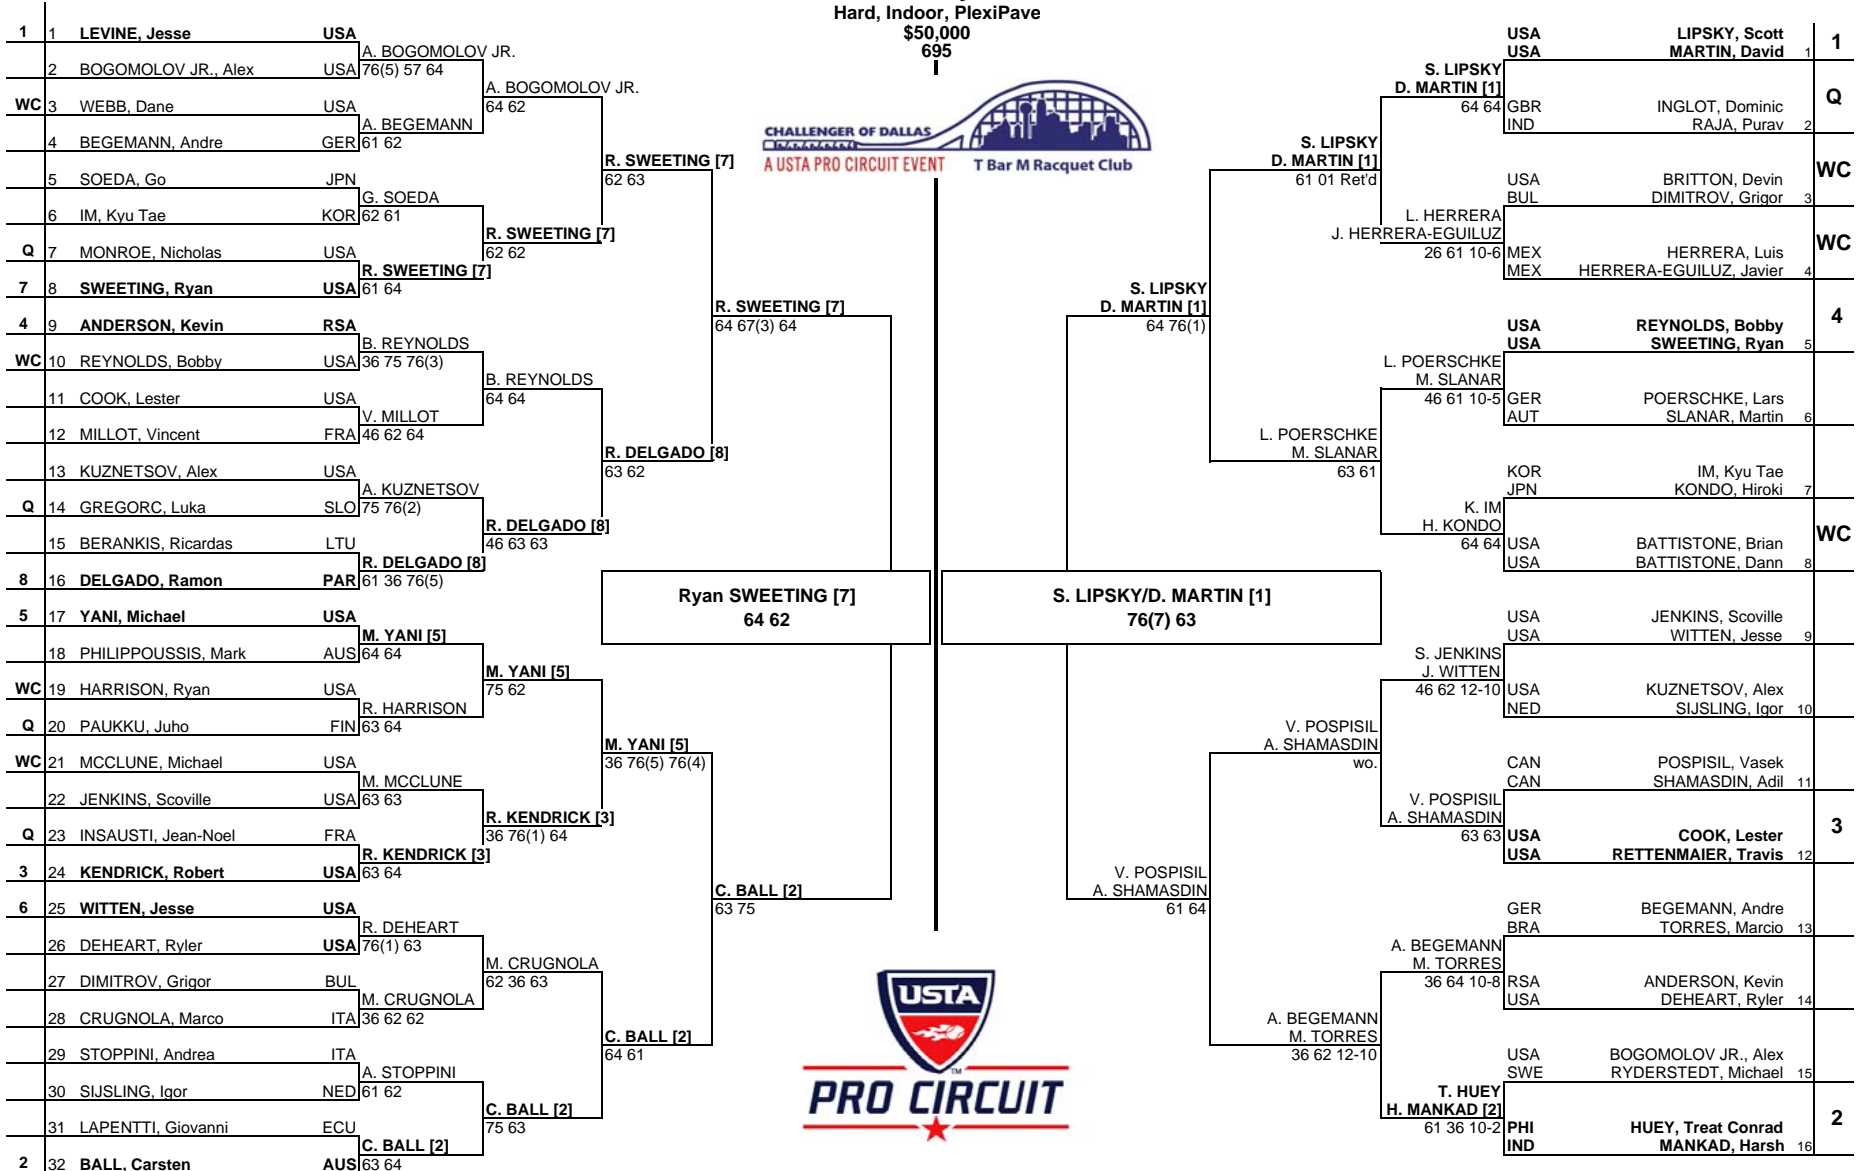 Hard, Indoor, PlexiPave
$50,000
695
CHALLENGER OF DALLAS
A USTA PRO CIRCUIT EVENT T Bar M Racquet Club
1 1 LEVINE, Jesse USA
A. BOGOMOLOV JR.
2 BOGOMOLOV JR., Alex USA 76(5) 57 64
A. BOGOMOLOV JR.
WC 3 WEBB, Dane USA 64 62
A. BEGEMANN
4 BEGEMANN, Andre GER 61 62
R. SWEETING [7]
5 SOEDA, Go JPN 62 63
G. SOEDA
6 IM, Kyu Tae KOR 62 61
R. SWEETING [7]
Q 7 MONROE, Nicholas USA 62 62
R. SWEETING [7]
7 8 SWEETING, Ryan USA 61 64
R. SWEETING [7]
4 9 ANDERSON, Kevin RSA 64 67(3) 64
B. REYNOLDS
WC 10 REYNOLDS, Bobby USA 36 75 76(3)
B. REYNOLDS
11 COOK, Lester USA 64 64
V. MILLOT
12 MILLOT, Vincent FRA 46 62 64
R. DELGADO [8]
13 KUZNETSOV, Alex USA 63 62
A. KUZNETSOV
Q 14 GREGORC, Luka SLO 75 76(2)
R. DELGADO [8]
15 BERANKIS, Ricardas LTU 46 63 63
R. DELGADO [8]
8 16 DELGADO, Ramon PAR 61 36 76(5)
Ryan SWEETING [7]
64 62
5 17 YANI, Michael USA
M. YANI [5]
18 PHILIPPOUSSIS, Mark AUS 64 64
M. YANI [5]
WC 19 HARRISON, Ryan USA 75 62
R. HARRISON
Q 20 PAUKKU, Juho FIN 63 64
M. YANI [5]
WC 21 MCCLUNE, Michael USA 36 76(5) 76(4)
M. MCCLUNE
22 JENKINS, Scoville USA 63 63
R. KENDRICK [3]
Q 23 INSAUSTI, Jean-Noel FRA 36 76(1) 64
R. KENDRICK [3]
3 24 KENDRICK, Robert USA 63 64
C. BALL [2]
6 25 WITTEN, Jesse USA 63 75
R. DEHEART
26 DEHEART, Ryler USA 76(1) 63
M. CRUGNOLA
27 DIMITROV, Grigor BUL 62 36 63
M. CRUGNOLA
28 CRUGNOLA, Marco ITA 36 62 62
C. BALL [2]
29 STOPPINI, Andrea ITA 64 61
A. STOPPINI
30 SIJSLING, Igor NED 61 62
C. BALL [2]
31 LAPENTTI, Giovanni ECU 75 63
C. BALL [2]
2 32 BALL, Carsten AUS 63 64
USA LIPSKY, Scott 1
USA MARTIN, David 1
S. LIPSKY
D. MARTIN [1] Q
64 64 GBR INGLOT, Dominic
IND RAJA, Purav 2
S. LIPSKY
D. MARTIN [1] WC
61 01 Ret'd USA BRITTON, Devin
BUL DIMITROV, Grigor 3
L. HERRERA
J. HERRERA-EGUILUZ WC
26 61 10-6 MEX HERRERA, Luis
MEX HERRERA-EGUILUZ, Javier 4
S. LIPSKY
D. MARTIN [1] 4
64 76(1) USA REYNOLDS, Bobby
USA SWEETING, Ryan 5
L. POERSCHKE
M. SLANAR
46 61 10-5 GER POERSCHKE, Lars
AUT SLANAR, Martin 6
L. POERSCHKE
M. SLANAR
63 61 KOR IM, Kyu Tae
JPN KONDO, Hiroki 7
K. IM
H. KONDO WC
64 64 USA BATTISTONE, Brian
USA BATTISTONE, Dann 8
S. LIPSKY/D. MARTIN [1]
76(7) 63
USA JENKINS, Scoville
USA WITTEN, Jesse 9
S. JENKINS
J. WITTEN
46 62 12-10 USA KUZNETSOV, Alex
NED SIJSLING, Igor 10
V. POSPISIL
A. SHAMASDIN
wo. CAN POSPISIL, Vasek
CAN SHAMASDIN, Adil 11
V. POSPISIL
A. SHAMASDIN 3
63 63 USA COOK, Lester
USA RETTENMAIER, Travis 12
V. POSPISIL
A. SHAMASDIN
61 64 GER BEGEMANN, Andre
BRA TORRES, Marcio 13
A. BEGEMANN
M. TORRES
36 64 10-8 RSA ANDERSON, Kevin
USA DEHEART, Ryler 14
A. BEGEMANN
M. TORRES
36 62 12-10 USA BOGOMOLOV JR., Alex
SWE RYDERSTEDT, Michael 15
T. HUEY
H. MANKAD [2] 2
61 36 10-2 PHI HUEY, Treat Conrad
IND MANKAD, Harsh 16
USTA
TM
PRO CIRCUIT